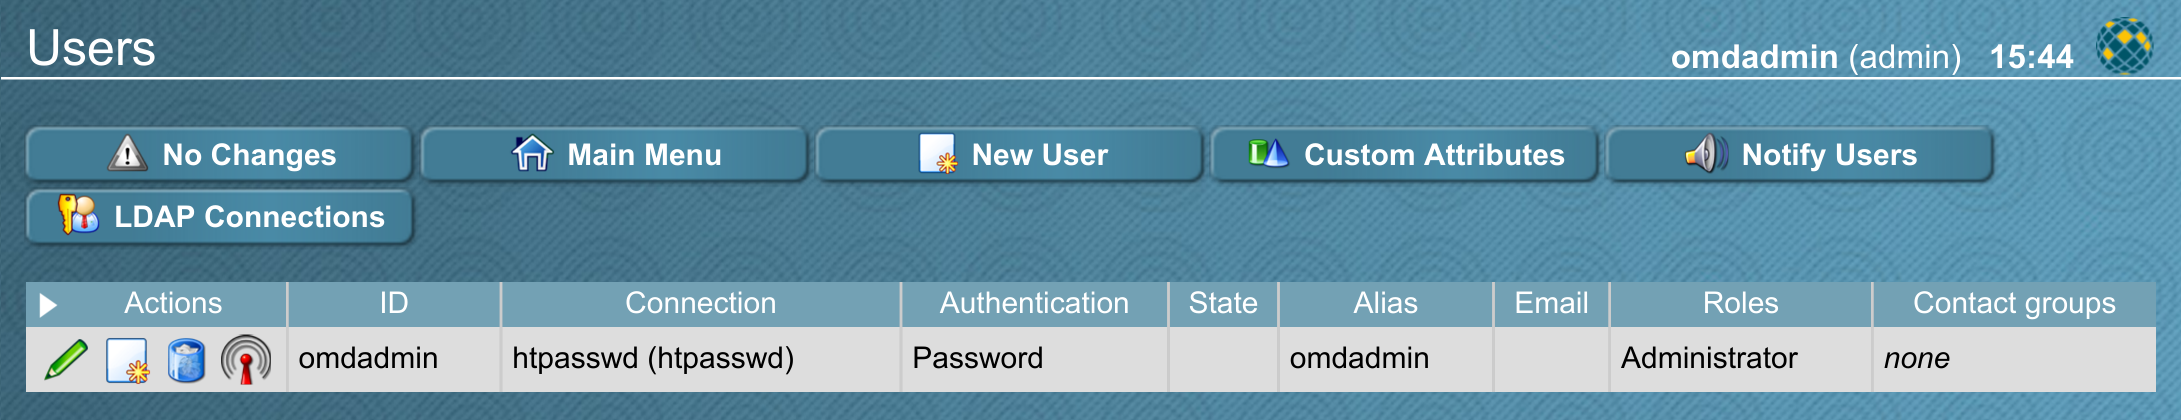 Users
omdadmin (admin) 15:44
No Changes Main Menu New User Custom Attributes Notify Users
LDAP Connections
Actions ID Connection Authentication State Alias Email Roles Contact groups
omdadmin htpasswd (htpasswd) Password omdadmin Administrator none